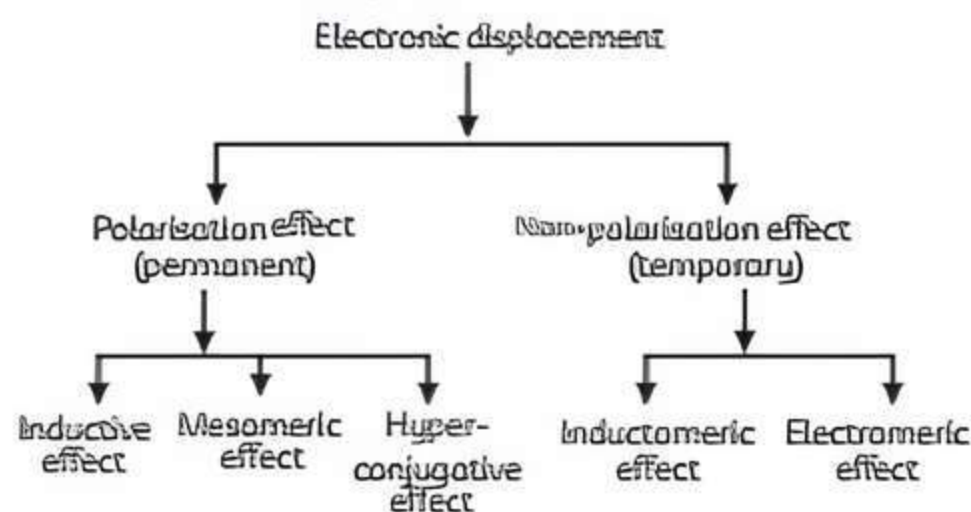 Electronic displacement
Polarisation effect
(permanent)
Non-polarisation effect
(temporary)
Inductive
effect
Mesomeric
effect
Hyper-
conjugative
effect
Inductomeric
effect
Electromeric
effect